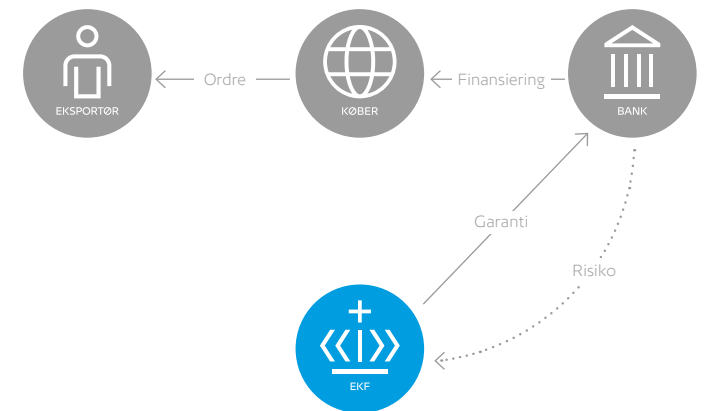 Ordre
Finansiering
EKSPORTØR
KØBER
BANK
Garanti
Risiko
EKF